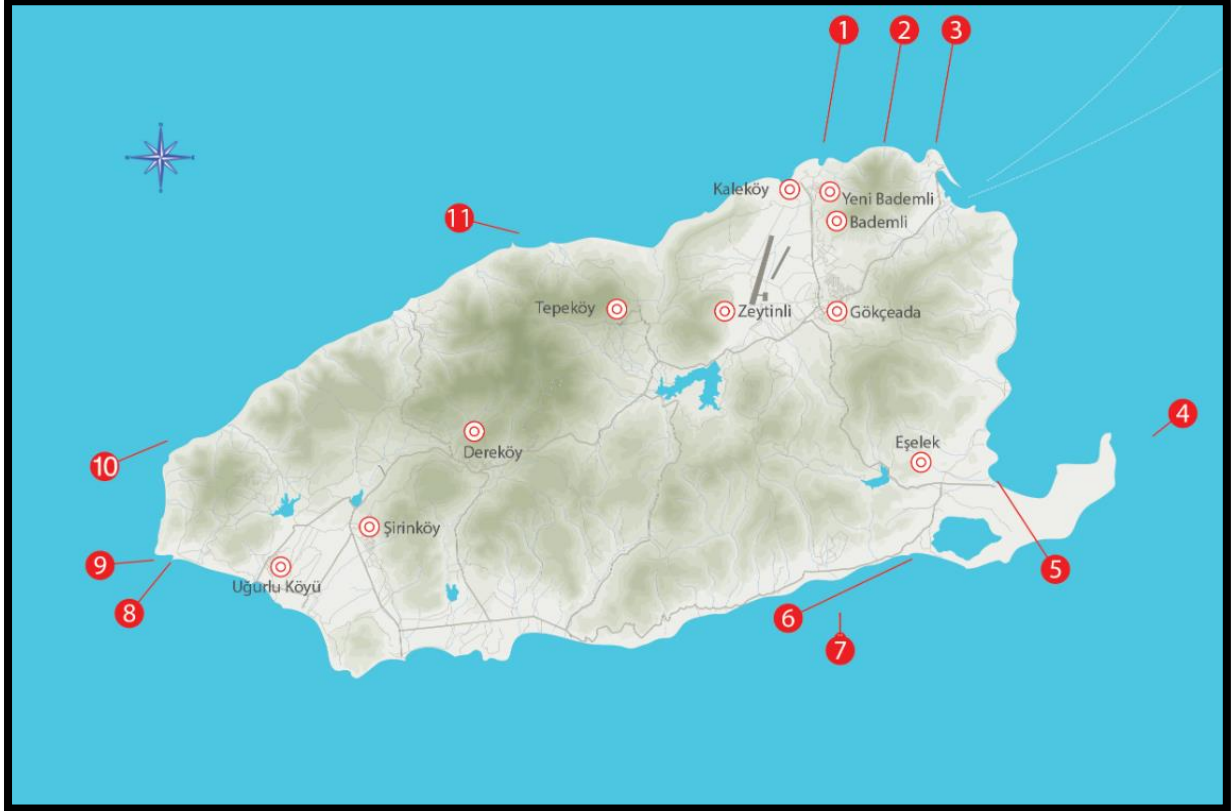 1
2
3
Kaleköy
Yeni Bademli
Bademli
11
Tepeköy
Zeytinli
Gökçeada
4
Dereköy
Eşelek
10
Şirinköy
9
Uğurlu Köyü
5
8
6
7